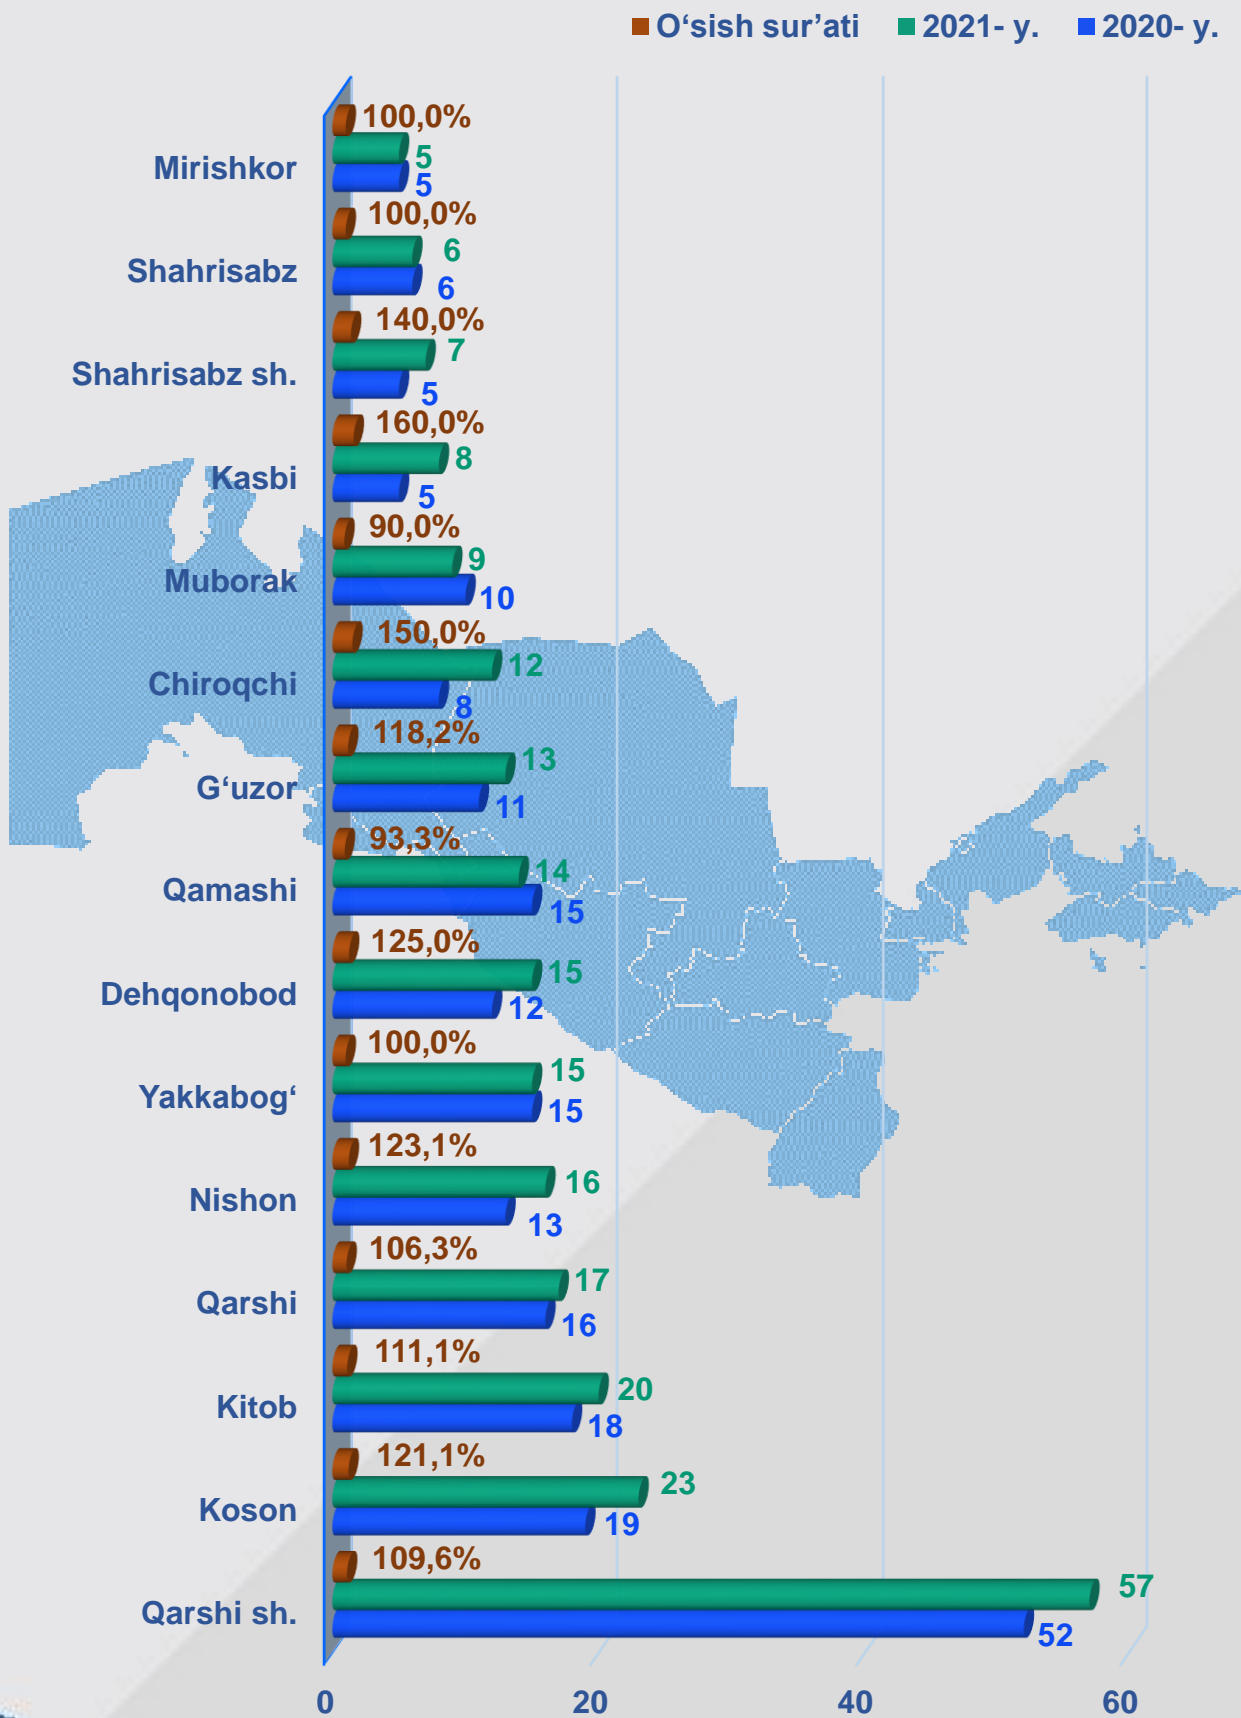 O‘sish sur’ati 2021- y. 2020- y.
100,0%
Mirishkor 5
5
100,0%
Shahrisabz 6
6
140,0%
Shahrisabz sh. 7
5
160,0%
Kasbi 8
5
90,0%
Muborak 9
10
150,0%
Chiroqchi 12
8
118,2%
G‘uzor 13
11
93,3%
Qamashi 14
15
125,0%
Dehqonobod 15
12
100,0%
Yakkabog‘ 15
15
123,1%
Nishon 16
13
106,3%
Qarshi 17
16
111,1%
Kitob 20
18
121,1%
Koson 23
19
109,6%
Qarshi sh. 57
52
0 20 40 60